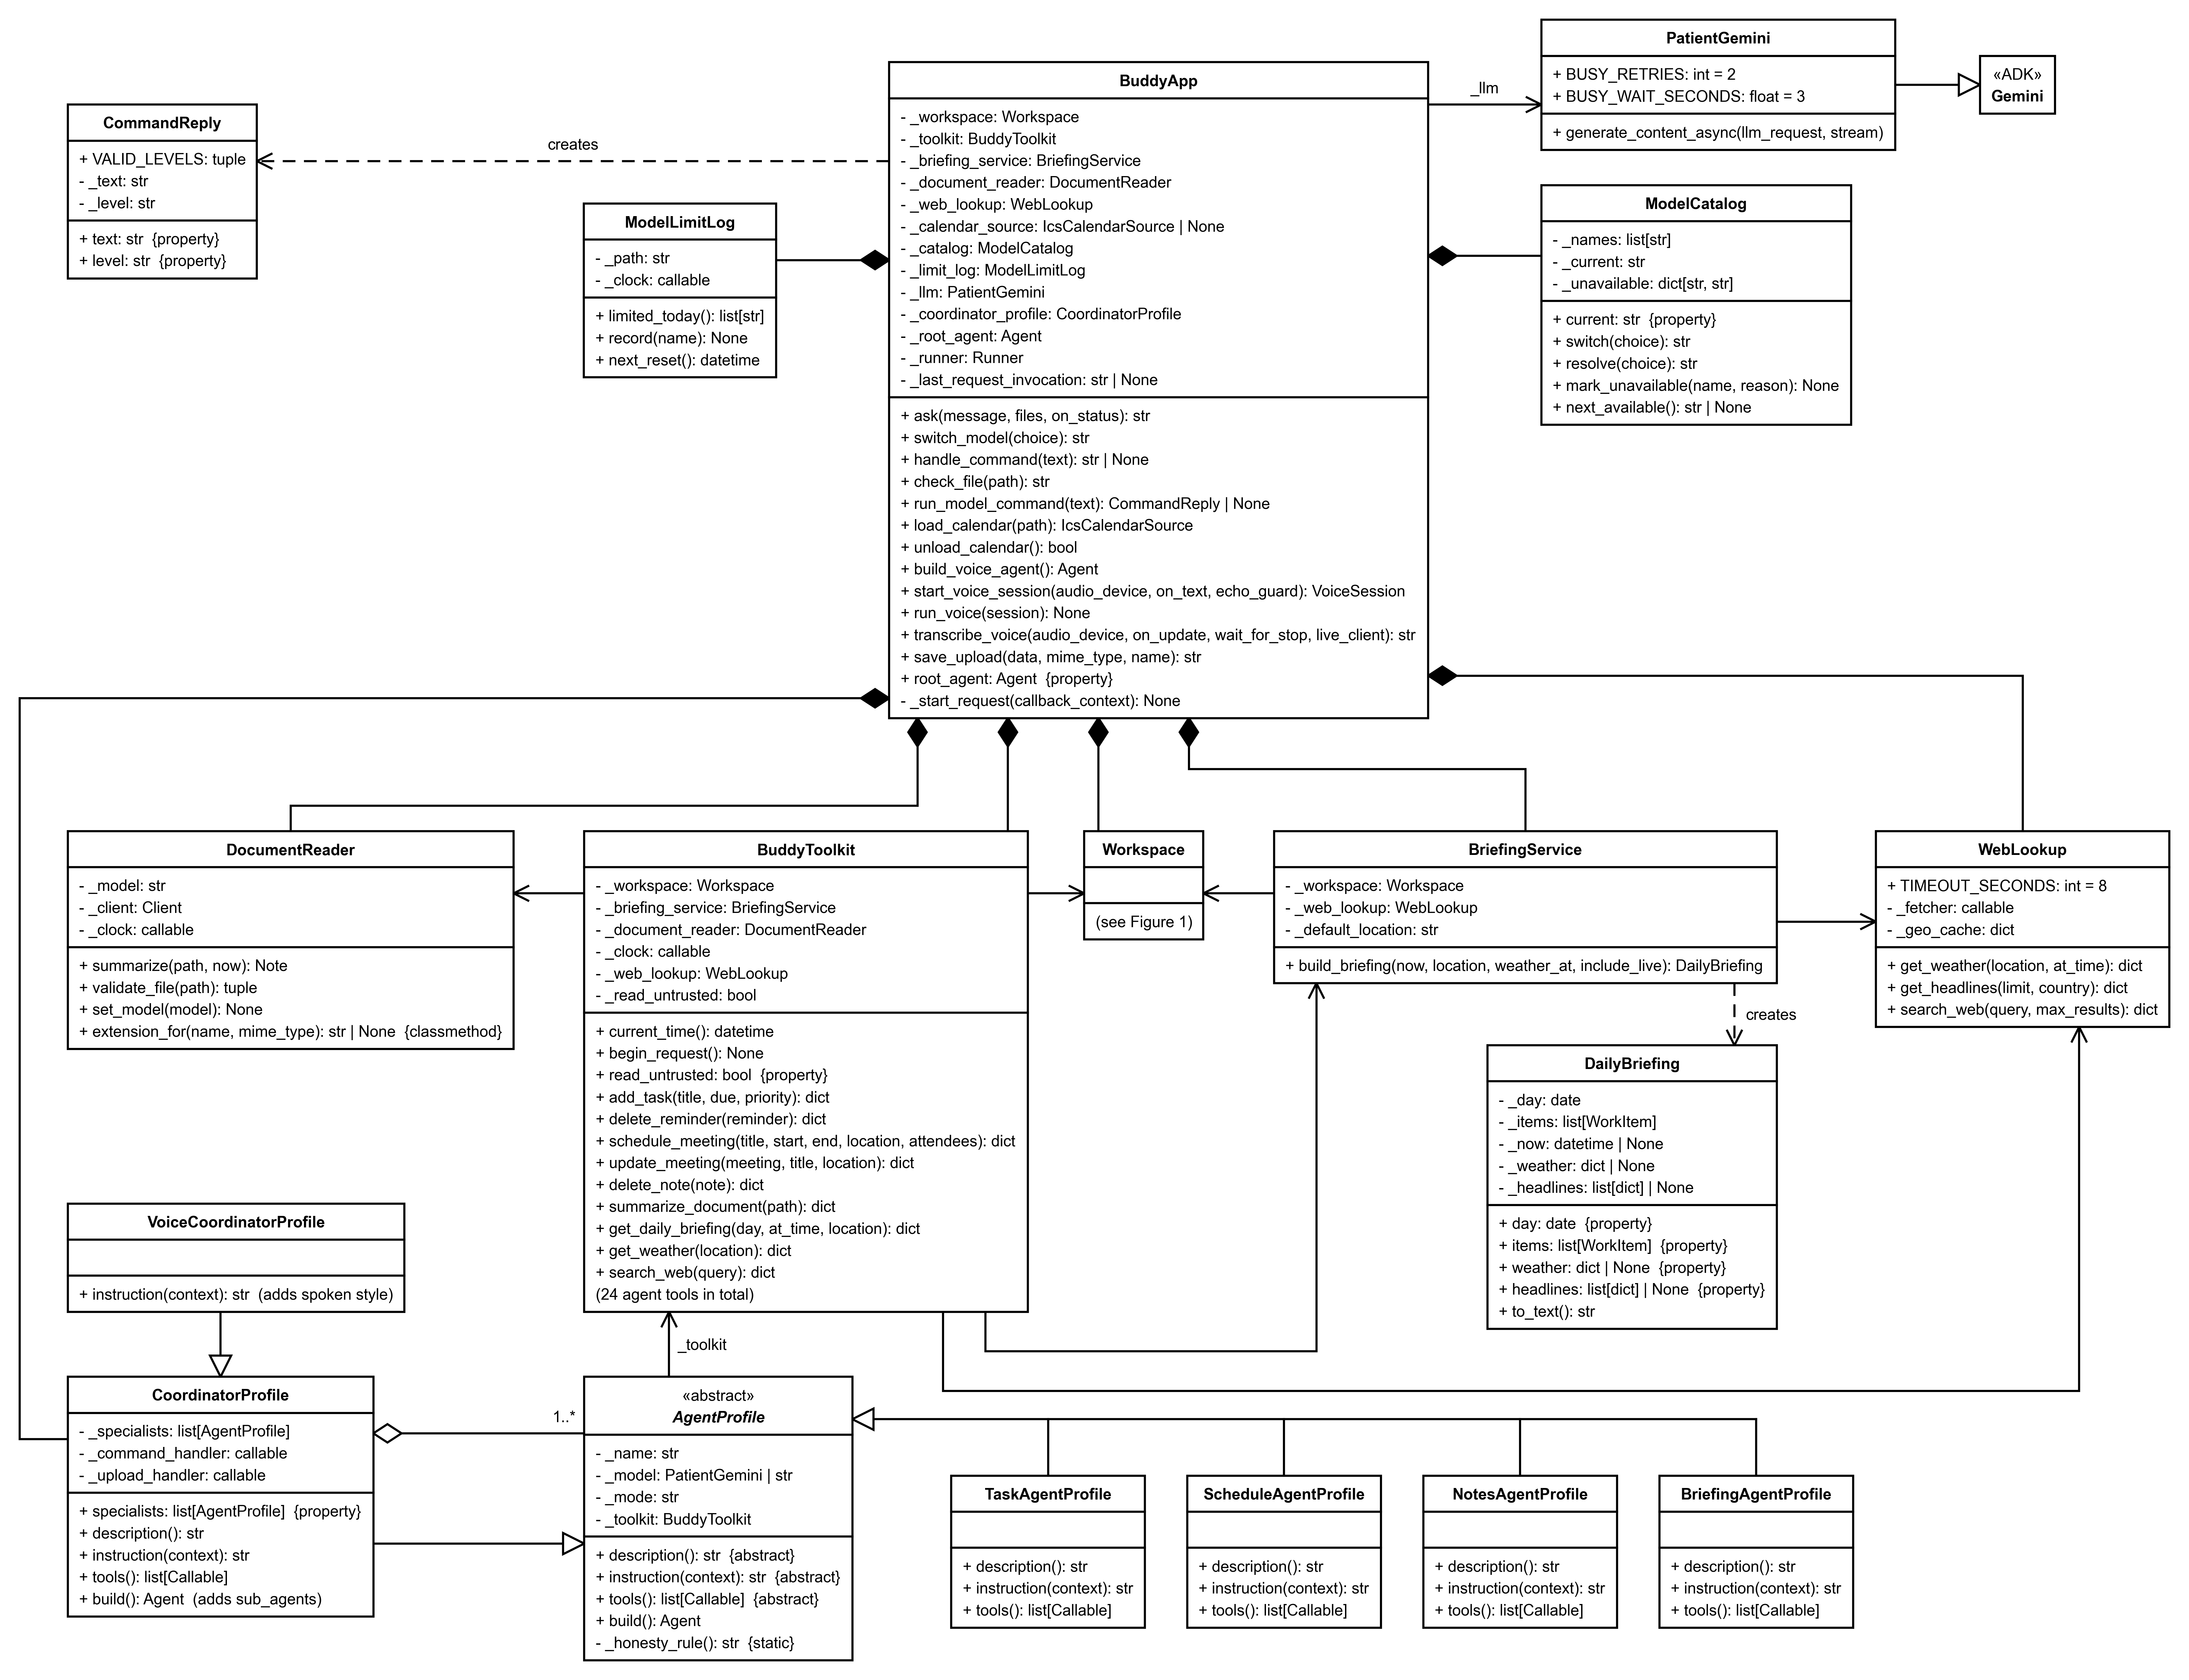 PatientGemini
+ BUSY_RETRIES: int = 2
+ BUSY_WAIT_SECONDS: float = 3
+ generate_content_async(llm_request, stream)
«ADK»
Gemini
BuddyApp
- _workspace: Workspace
- _toolkit: BuddyToolkit
- _briefing_service: BriefingService
- _document_reader: DocumentReader
- _web_lookup: WebLookup
- _calendar_source: IcsCalendarSource | None
- _catalog: ModelCatalog
- _limit_log: ModelLimitLog
- _llm: PatientGemini
- _coordinator_profile: CoordinatorProfile
- _root_agent: Agent
- _runner: Runner
- _last_request_invocation: str | None
+ ask(message, files, on_status): str
+ switch_model(choice): str
+ handle_command(text): str | None
+ check_file(path): str
+ run_model_command(text): CommandReply | None
+ load_calendar(path): IcsCalendarSource
+ unload_calendar(): bool
+ build_voice_agent(): Agent
+ start_voice_session(audio_device, on_text, echo_guard): VoiceSession
+ run_voice(session): None
+ transcribe_voice(audio_device, on_update, wait_for_stop, live_client): str
+ save_upload(data, mime_type, name): str
+ root_agent: Agent {property}
- _start_request(callback_context): None
_llm
CommandReply
+ VALID_LEVELS: tuple
- _text: str
- _level: str
+ text: str {property}
+ level: str {property}
creates
ModelLimitLog
- _path: str
- _clock: callable
+ limited_today(): list[str]
+ record(name): None
+ next_reset(): datetime
ModelCatalog
- _names: list[str]
- _current: str
- _unavailable: dict[str, str]
+ current: str {property}
+ switch(choice): str
+ resolve(choice): str
+ mark_unavailable(name, reason): None
+ next_available(): str | None
DocumentReader
- _model: str
- _client: Client
- _clock: callable
+ summarize(path, now): Note
+ validate_file(path): tuple
+ set_model(model): None
+ extension_for(name, mime_type): str | None {classmethod}
BuddyToolkit
- _workspace: Workspace
- _briefing_service: BriefingService
- _document_reader: DocumentReader
- _clock: callable
- _web_lookup: WebLookup
- _read_untrusted: bool
+ current_time(): datetime
+ begin_request(): None
+ read_untrusted: bool {property}
+ add_task(title, due, priority): dict
+ delete_reminder(reminder): dict
+ schedule_meeting(title, start, end, location, attendees): dict
+ update_meeting(meeting, title, location): dict
+ delete_note(note): dict
+ summarize_document(path): dict
+ get_daily_briefing(day, at_time, location): dict
+ get_weather(location): dict
+ search_web(query): dict
(24 agent tools in total)
Workspace
(see Figure 1)
BriefingService
- _workspace: Workspace
- _web_lookup: WebLookup
- _default_location: str
+ build_briefing(now, location, weather_at, include_live): DailyBriefing
creates
WebLookup
+ TIMEOUT_SECONDS: int = 8
- _fetcher: callable
- _geo_cache: dict
+ get_weather(location, at_time): dict
+ get_headlines(limit, country): dict
+ search_web(query, max_results): dict
DailyBriefing
- _day: date
- _items: list[WorkItem]
- _now: datetime | None
- _weather: dict | None
- _headlines: list[dict] | None
+ day: date {property}
+ items: list[WorkItem] {property}
+ weather: dict | None {property}
+ headlines: list[dict] | None {property}
+ to_text(): str
VoiceCoordinatorProfile
+ instruction(context): str (adds spoken style)
_toolkit
CoordinatorProfile
- _specialists: list[AgentProfile]
- _command_handler: callable
- _upload_handler: callable
+ specialists: list[AgentProfile] {property}
+ description(): str
+ instruction(context): str
+ tools(): list[Callable]
+ build(): Agent (adds sub_agents)
1..*
«abstract»
AgentProfile
- _name: str
- _model: PatientGemini | str
- _mode: str
- _toolkit: BuddyToolkit
+ description(): str {abstract}
+ instruction(context): str {abstract}
+ tools(): list[Callable] {abstract}
+ build(): Agent
- _honesty_rule(): str {static}
TaskAgentProfile
+ description(): str
+ instruction(context): str
+ tools(): list[Callable]
ScheduleAgentProfile
+ description(): str
+ instruction(context): str
+ tools(): list[Callable]
NotesAgentProfile
+ description(): str
+ instruction(context): str
+ tools(): list[Callable]
BriefingAgentProfile
+ description(): str
+ instruction(context): str
+ tools(): list[Callable]